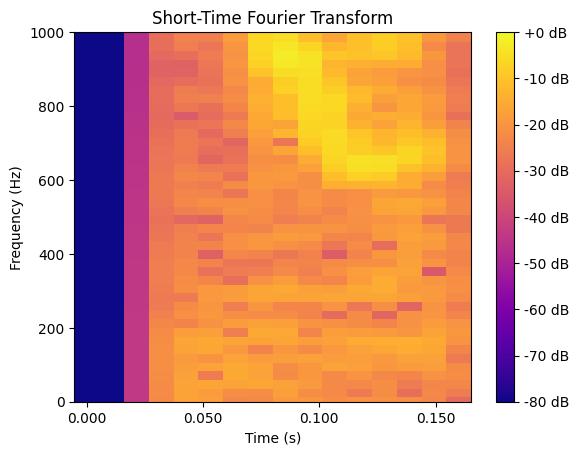 Short-Time Fourier Transform
1000
800
600
400
200
0
Frequency (Hz)
0.000
0.050
0.100
0.150
Time (s)
+0 dB
-10 dB
-20 dB
-30 dB
-40 dB
-50 dB
-60 dB
-70 dB
-80 dB